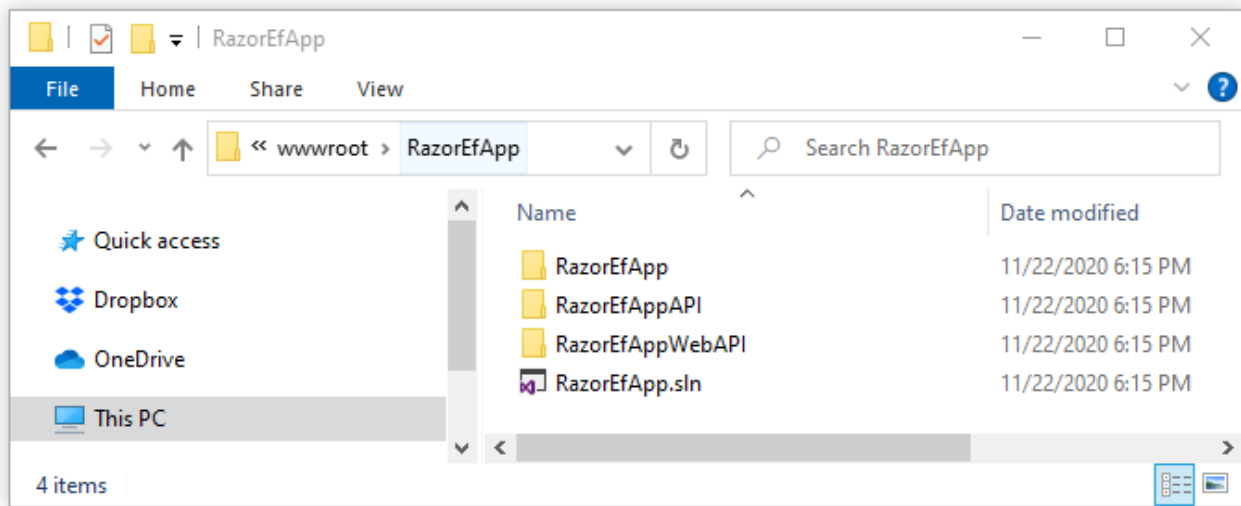 RazorEfApp
File Home Share View ?
« wwwroot > RazorEfApp Search RazorEfApp
Name Date modified
Quick access
RazorEfApp 11/22/2020 6:15 PM
Dropbox
RazorEfAppAPI 11/22/2020 6:15 PM
RazorEfAppWebAPI 11/22/2020 6:15 PM
OneDrive
RazorEfApp.sln 11/22/2020 6:15 PM
This PC
4 items